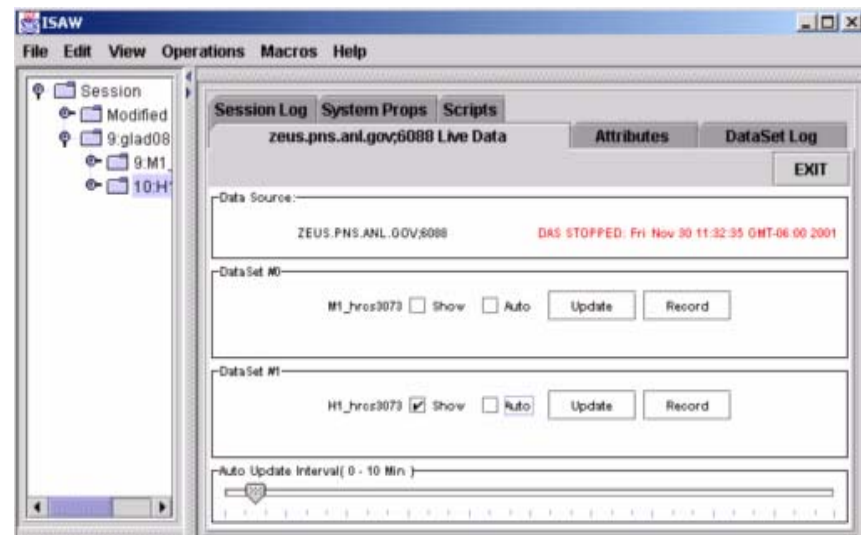 ISAW
File Edit View Operations Macros Help
Session
Modified
9:glad08
9:M1_
10:H
Session Log System Props Scripts
zeus.pns.anl.gov;6088 Live Data Attributes DataSet Log
EXIT
Data Source:
ZEUS.PNS.ANL.GOV;6088 DAS STOPPED: Fri Nov 30 11:32:35 GMT-06:00 2001
DataSet #0
M1_hrcs3073 Show Auto Update Record
DataSet #1
H1_hrcs3073 Show Auto Update Record
Auto Update Interval( 0 - 10 Min )